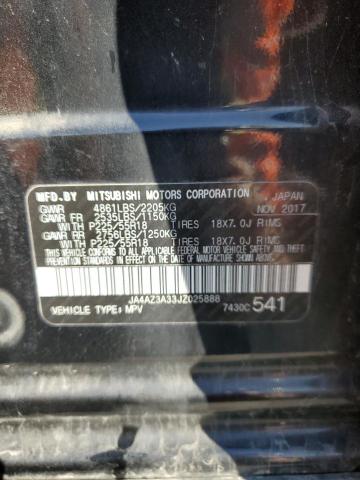 MFD.BY MITSUBISHI MOTORS CORPORATION , JAPAN
GVWR 4861LBS/2205KG NOV 2017
GAWR FR 2535LBS/1150KG
WITH P225/55R18 TIRES 18X7.0J RIMS
GAWR RR 2756LBS/1250KG
WITH P225/55R18 TIRES 18X7.0J RIMS
THIS VEHICLE CONFORMS TO ALL APPLICABLE
FEDERAL MOTOR VEHICLE SAFETY STANDARDS
IN EFFECT ON THE DATE OF MANUFACTURE
SHOWN ABOVE.
JA4AZ3A33JZ025888
VEHICLE TYPE:MPV 7430C 541